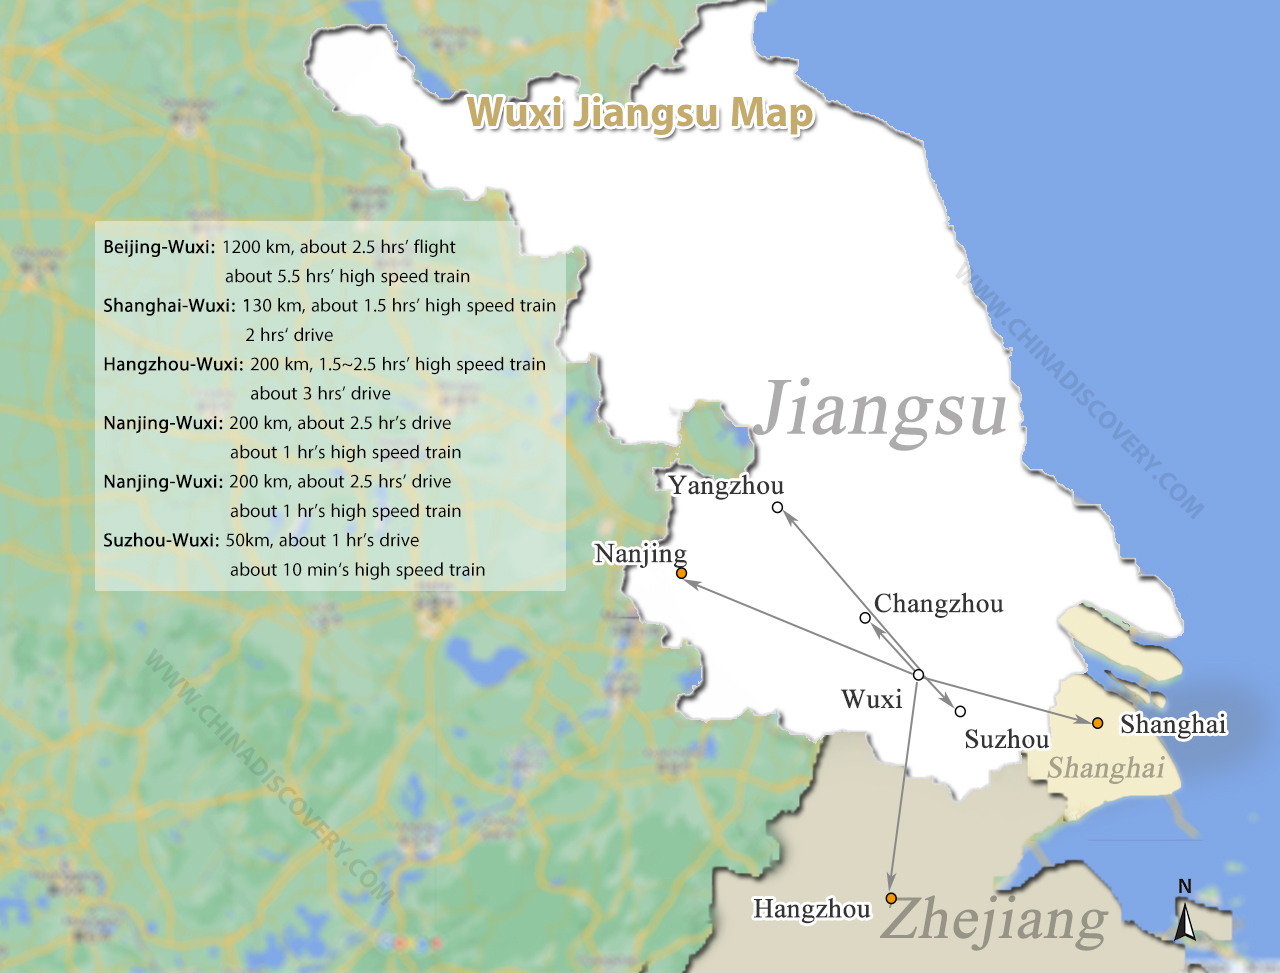 Wuxi Jiangsu Map
Beijing-Wuxi: 1200 km, about 2.5 hrs’ flight
about 5.5 hrs’ high speed train
Shanghai-Wuxi: 130 km, about 1.5 hrs’ high speed train
2 hrs‘ drive
Hangzhou-Wuxi: 200 km, 1.5~2.5 hrs’ high speed train
about 3 hrs’ drive
Nanjing-Wuxi: 200 km, about 2.5 hr’s drive
about 1 hr’s high speed train
Nanjing-Wuxi: 200 km, about 2.5 hrs’ drive
about 1 hr’s high speed train
Suzhou-Wuxi: 50km, about 1 hr’s drive
about 10 min‘s high speed train
WWW.CHINADISCOVERY.COM
Jiangsu
Yangzhou
Nanjing
Changzhou
Wuxi
Suzhou
Shanghai
Shanghai
WWW.CHINADISCOVERY.COM
Hangzhou
Zhejiang
N